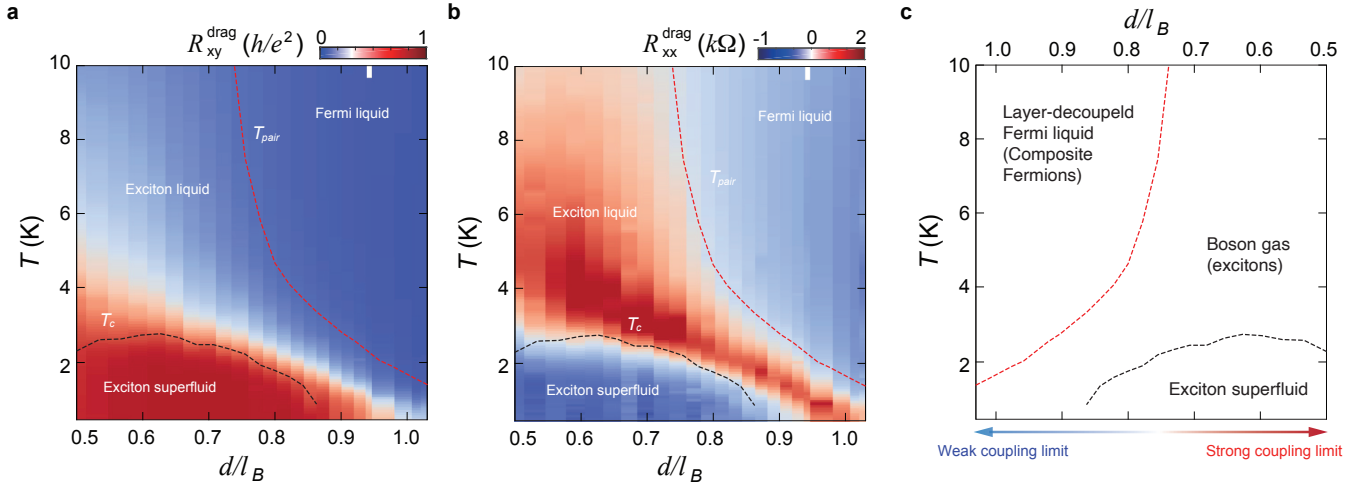 a
R_xy^drag (h/e²)
0 1
10
8
6
4
2
T (K)
0.5 0.6 0.7 0.8 0.9 1.0
d/l_B
Fermi liquid
T_pair
Exciton liquid
T_c
Exciton superfluid
b
R_xx^drag (kΩ)
-1 0 2
10
8
6
4
2
T (K)
0.5 0.6 0.7 0.8 0.9 1.0
d/l_B
Fermi liquid
T_pair
Exciton liquid
T_c
Exciton superfluid
c
d/l_B
1.0 0.9 0.8 0.7 0.6 0.5
10
8
6
4
2
T (K)
Layer-decoupeld
Fermi liquid
(Composite
Fermions)
Boson gas
(excitons)
Exciton superfluid
Weak coupling limit
Strong coupling limit